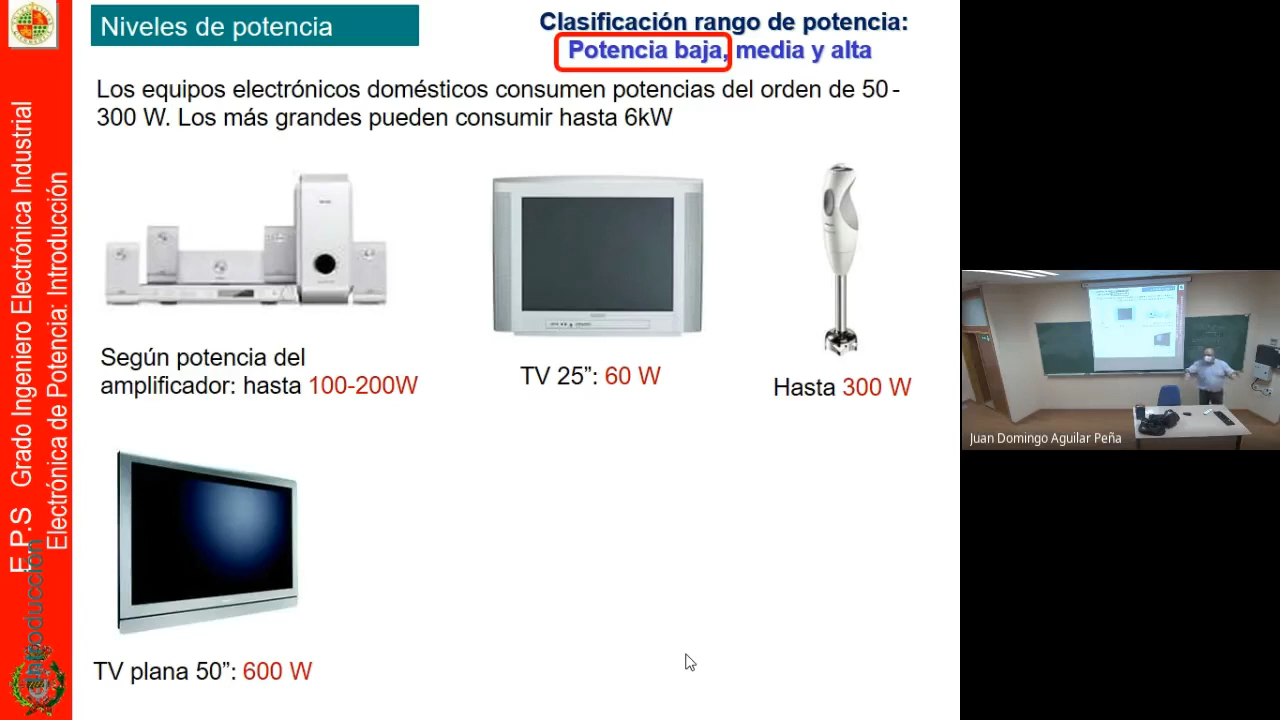 Niveles de potencia
Clasificación rango de potencia:
Potencia baja, media y alta
Los equipos electrónicos domésticos consumen potencias del orden de 50-
300 W. Los más grandes pueden consumir hasta 6kW
Según potencia del
amplificador: hasta 100-200W
TV 25”: 60 W
Hasta 300 W
TV plana 50”: 600 W
E.P.S Grado Ingeniero Electrónica Industrial
Electrónica de Potencia: Introducción
Introducción
Juan Domingo Aguilar Peña